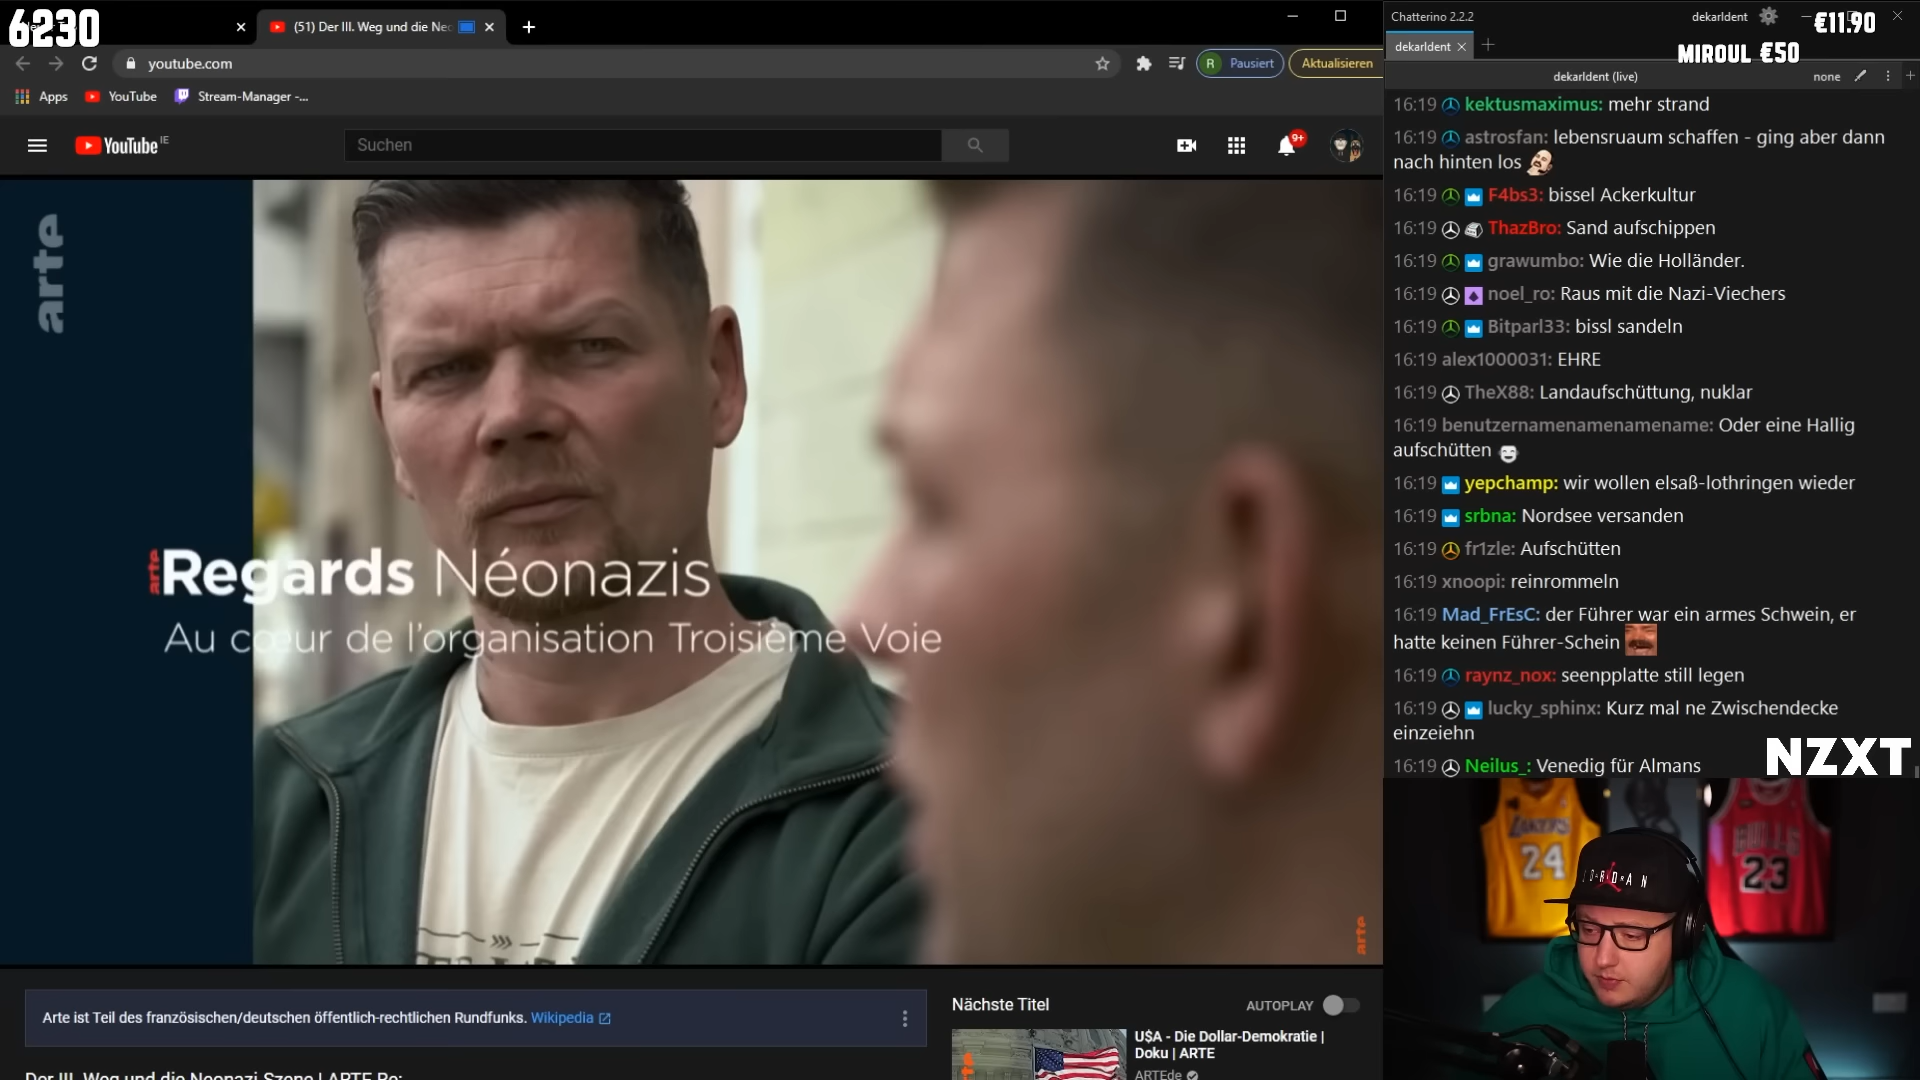 6230
(51) Der III. Weg und die Neo
youtube.com
Pausiert
Aktualisieren
Apps
YouTube
Stream-Manager -...
YouTube IE
Suchen
9+
arte
arte Regards Néonazis
Au cœur de l'organisation Troisième Voie
arte
Arte ist Teil des französischen/deutschen öffentlich-rechtlichen Rundfunks. Wikipedia
Der III. Weg und die Neonazi-Szene | ARTE Re:
Nächste Titel
AUTOPLAY
U$A - Die Dollar-Demokratie |
Doku | ARTE
ARTEde
Chatterino 2.2.2
dekarldent
€11.90
dekarldent
MIROUL €50
dekarldent (live)
none
16:19 kektusmaximus: mehr strand
16:19 astrosfan: lebensruaum schaffen - ging aber dann
nach hinten los
16:19 F4bs3: bissel Ackerkultur
16:19 ThazBro: Sand aufschippen
16:19 grawumbo: Wie die Holländer.
16:19 noel_ro: Raus mit die Nazi-Viechers
16:19 Bitparl33: bissl sandeln
16:19 alex1000031: EHRE
16:19 TheX88: Landaufschüttung, nuklar
16:19 benutzernamenamenamename: Oder eine Hallig
aufschütten
16:19 yepchamp: wir wollen elsaß-lothringen wieder
16:19 srbna: Nordsee versanden
16:19 fr1zle: Aufschütten
16:19 xnoopi: reinrommeln
16:19 Mad_FrEsC: der Führer war ein armes Schwein, er
hatte keinen Führer-Schein
16:19 raynz_nox: seenpplatte still legen
16:19 lucky_sphinx: Kurz mal ne Zwischendecke
einzeiehn
16:19 Neilus_: Venedig für Almans
NZXT
LAKERS
24
BULLS
23
JORDAN